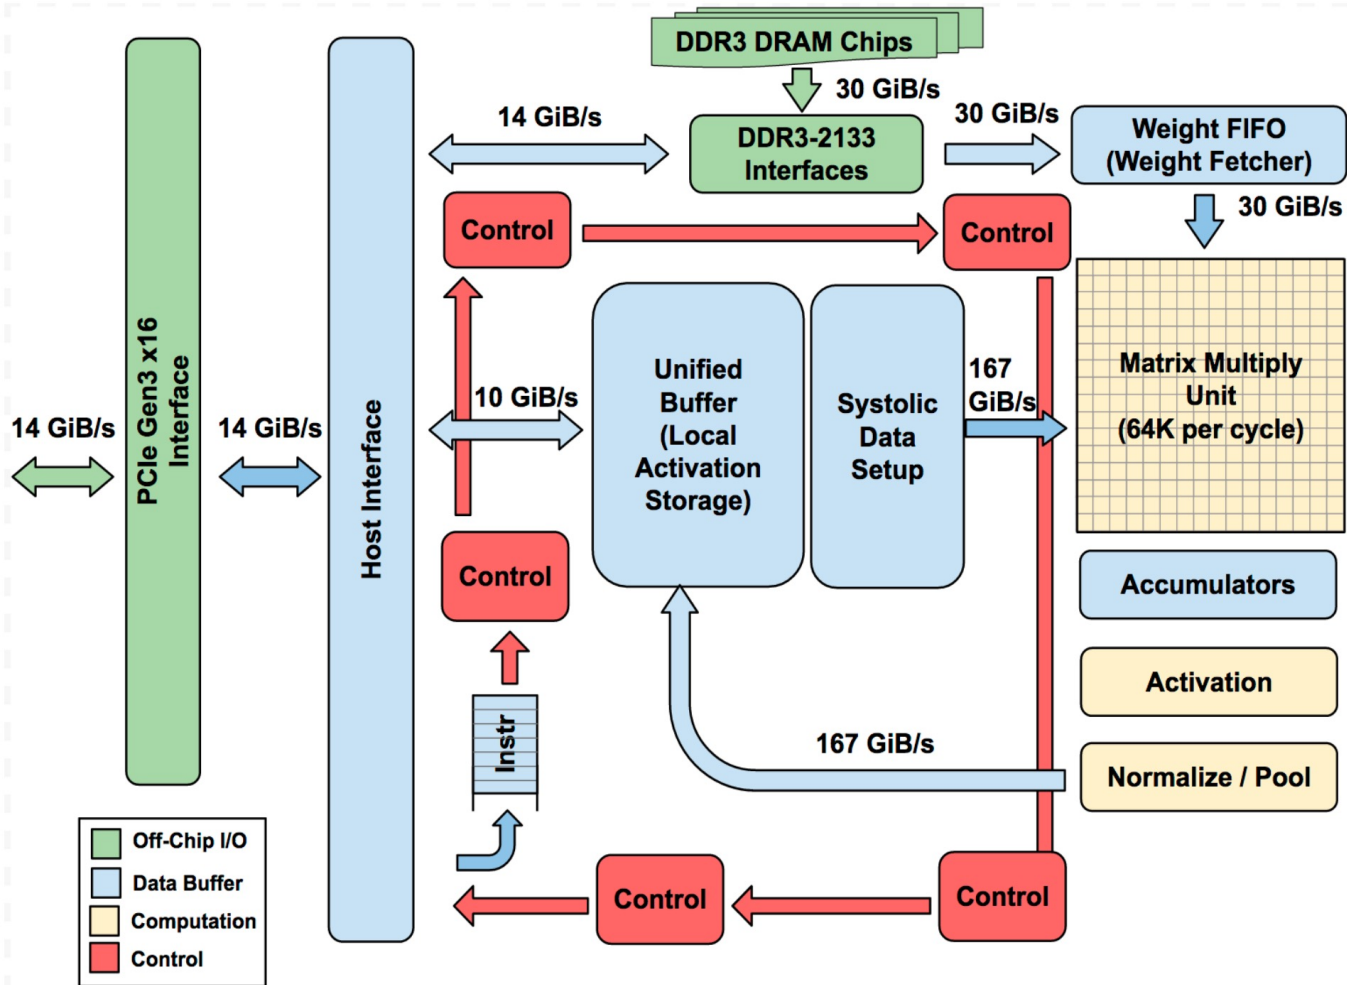 DDR3 DRAM Chips
30 GiB/s
14 GiB/s
DDR3-2133
Interfaces
30 GiB/s
Weight FIFO
(Weight Fetcher)
30 GiB/s
Control
Control
PCIe Gen3 x16
Interface
14 GiB/s
14 GiB/s
Host Interface
10 GiB/s
Unified
Buffer
(Local
Activation
Storage)
Systolic
Data
Setup
167
GiB/s
Matrix Multiply
Unit
(64K per cycle)
Control
Accumulators
Activation
Instr
167 GiB/s
Normalize / Pool
Control
Control
Off-Chip I/O
Data Buffer
Computation
Control